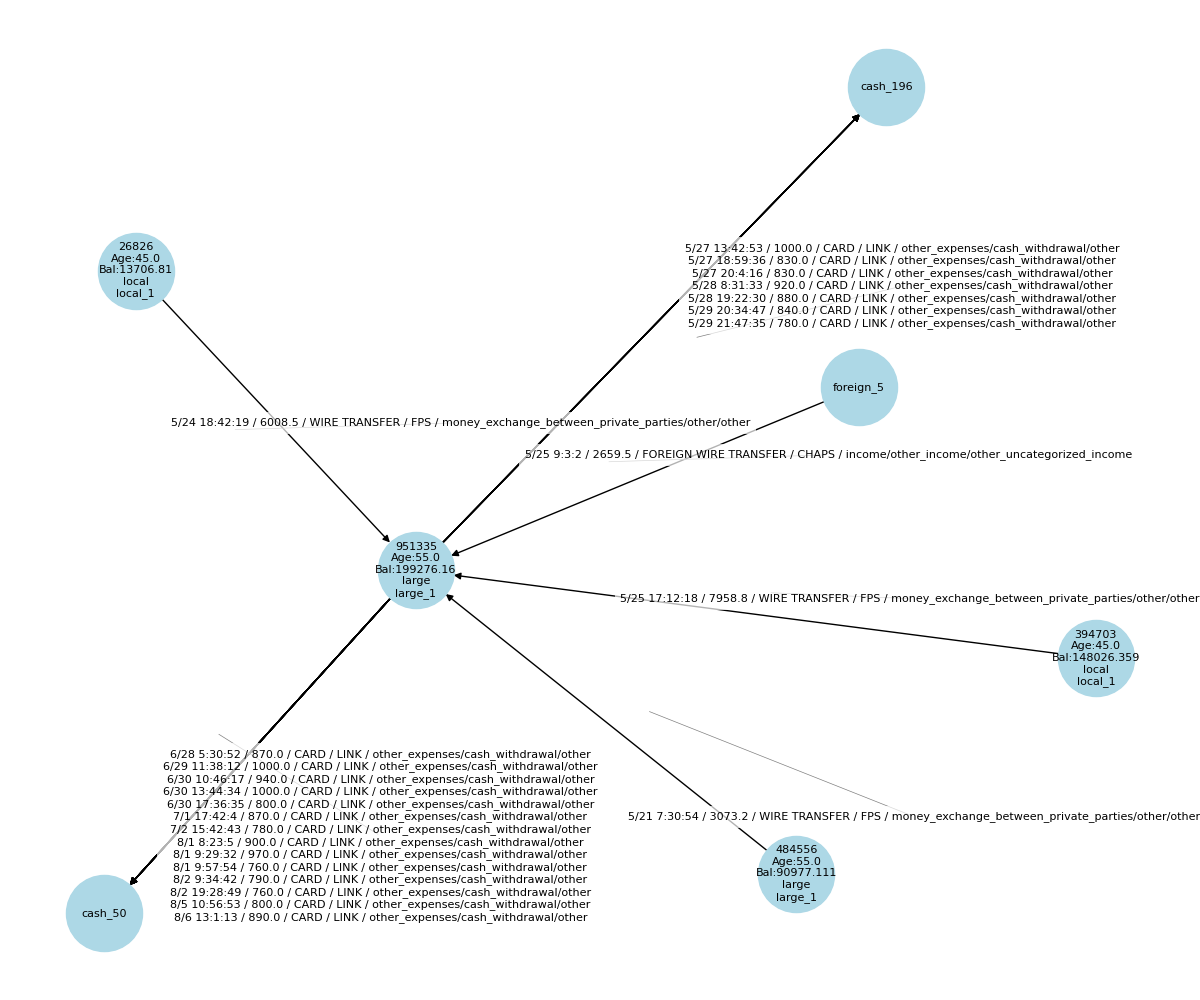 cash_196
26826
Age:45.0
Bal:13706.81
local
local_1
5/27 13:42:53 / 1000.0 / CARD / LINK / other_expenses/cash_withdrawal/other
5/27 18:59:36 / 830.0 / CARD / LINK / other_expenses/cash_withdrawal/other
5/27 20:4:16 / 830.0 / CARD / LINK / other_expenses/cash_withdrawal/other
5/28 8:31:33 / 920.0 / CARD / LINK / other_expenses/cash_withdrawal/other
5/28 19:22:30 / 880.0 / CARD / LINK / other_expenses/cash_withdrawal/other
5/29 20:34:47 / 840.0 / CARD / LINK / other_expenses/cash_withdrawal/other
5/29 21:47:35 / 780.0 / CARD / LINK / other_expenses/cash_withdrawal/other
foreign_5
5/24 18:42:19 / 6008.5 / WIRE TRANSFER / FPS / money_exchange_between_private_parties/other/other
5/25 9:3:2 / 2659.5 / FOREIGN WIRE TRANSFER / CHAPS / income/other_income/other_uncategorized_income
951335
Age:55.0
Bal:199276.16
large
large_1
5/25 17:12:18 / 7958.8 / WIRE TRANSFER / FPS / money_exchange_between_private_parties/other/other
394703
Age:45.0
Bal:148026.359
local
local_1
6/28 5:30:52 / 870.0 / CARD / LINK / other_expenses/cash_withdrawal/other
6/29 11:38:12 / 1000.0 / CARD / LINK / other_expenses/cash_withdrawal/other
6/30 10:46:17 / 940.0 / CARD / LINK / other_expenses/cash_withdrawal/other
6/30 13:44:34 / 1000.0 / CARD / LINK / other_expenses/cash_withdrawal/other
6/30 17:36:35 / 800.0 / CARD / LINK / other_expenses/cash_withdrawal/other
7/1 17:42:4 / 870.0 / CARD / LINK / other_expenses/cash_withdrawal/other
7/2 15:42:43 / 780.0 / CARD / LINK / other_expenses/cash_withdrawal/other
8/1 8:23:5 / 900.0 / CARD / LINK / other_expenses/cash_withdrawal/other
8/1 9:29:32 / 970.0 / CARD / LINK / other_expenses/cash_withdrawal/other
8/1 9:57:54 / 760.0 / CARD / LINK / other_expenses/cash_withdrawal/other
8/2 9:34:42 / 790.0 / CARD / LINK / other_expenses/cash_withdrawal/other
8/2 19:28:49 / 760.0 / CARD / LINK / other_expenses/cash_withdrawal/other
8/5 10:56:53 / 800.0 / CARD / LINK / other_expenses/cash_withdrawal/other
8/6 13:1:13 / 890.0 / CARD / LINK / other_expenses/cash_withdrawal/other
5/21 7:30:54 / 3073.2 / WIRE TRANSFER / FPS / money_exchange_between_private_parties/other/other
484556
Age:55.0
Bal:90977.111
large
large_1
cash_50